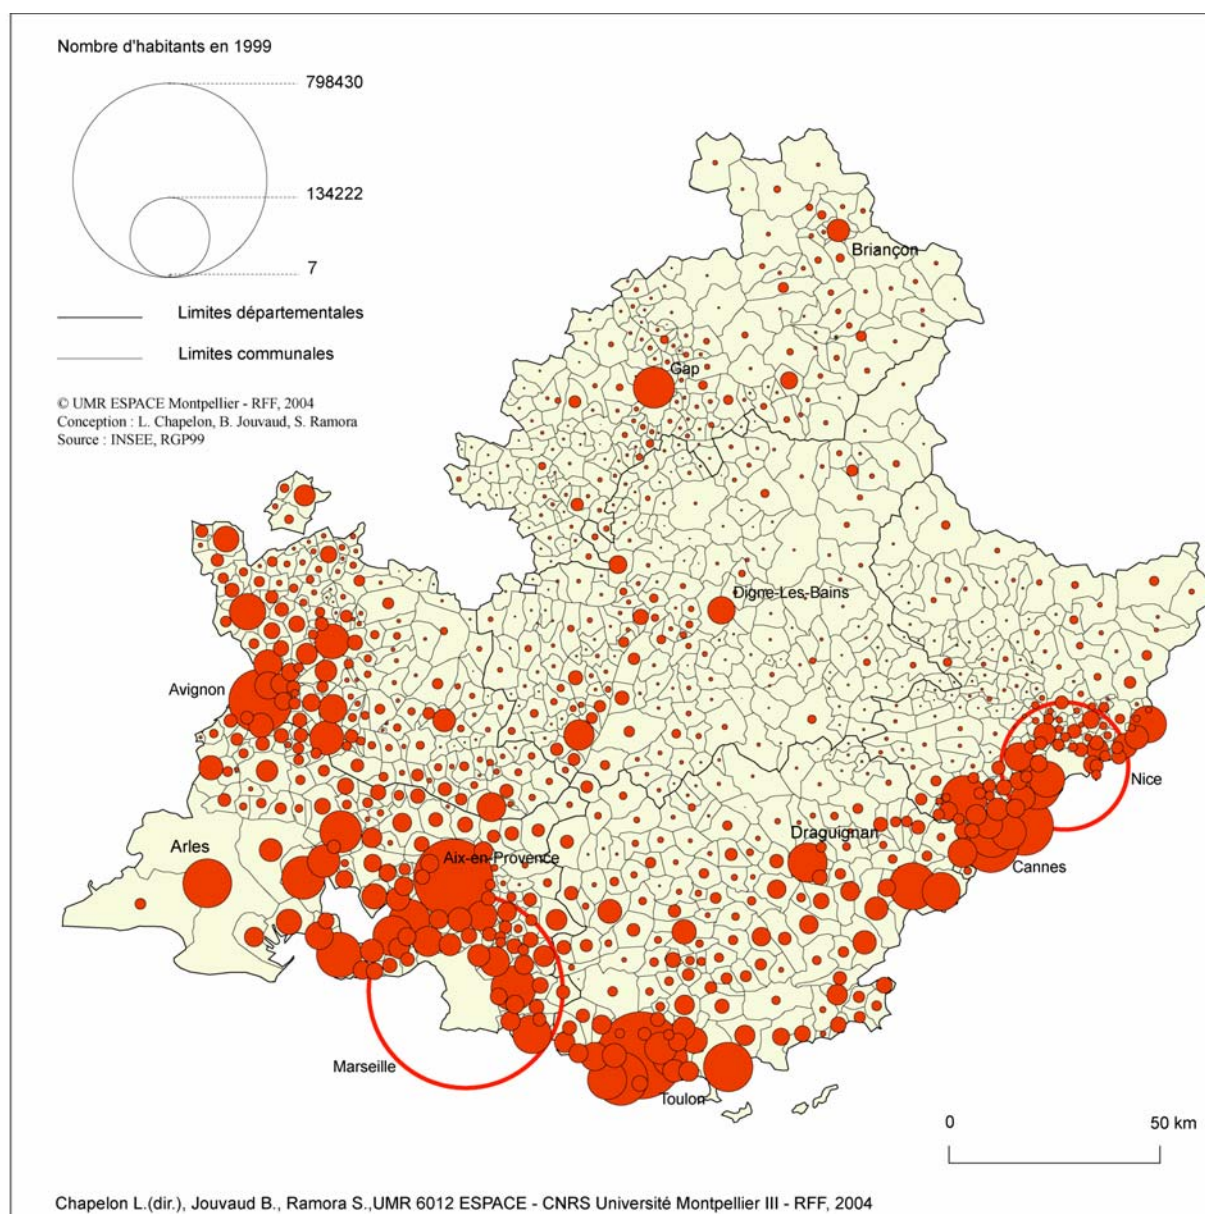 Nombre d'habitants en 1999
798430
134222
7
Limites départementales
Limites communales
© UMR ESPACE Montpellier - RFF, 2004
Conception : L. Chapelon, B. Jouvaud, S. Ramora
Source : INSEE, RGP99
Briançon
Gap
Digne-Les-Bains
Avignon
Nice
Draguignan
Arles
Aix-en-Provence
Cannes
Marseille
Toulon
0 50 km
Chapelon L.(dir.), Jouvaud B., Ramora S.,UMR 6012 ESPACE - CNRS Université Montpellier III - RFF, 2004